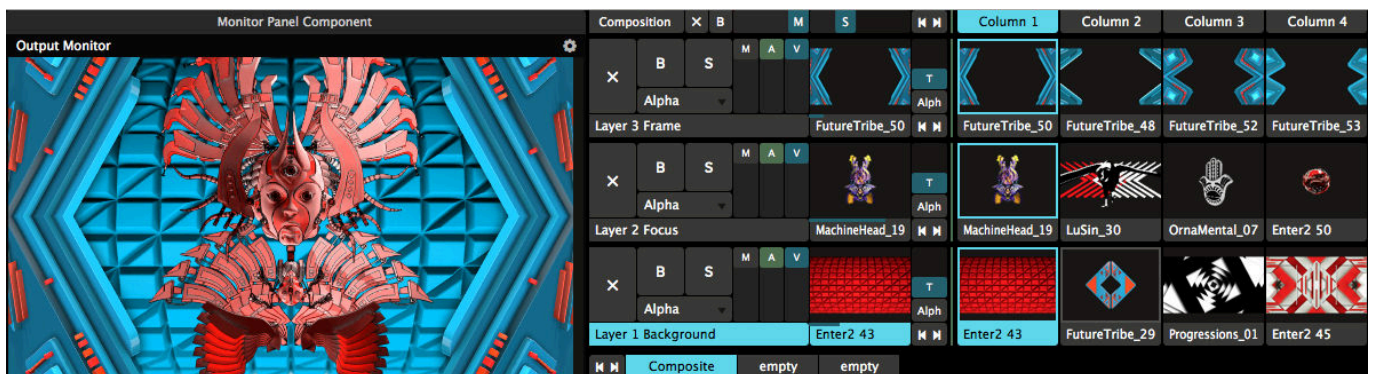 Monitor Panel Component
Output Monitor
Composition X B M S Column 1 Column 2 Column 3 Column 4
M A V
X B S T
Alpha Alph
Layer 3 Frame FutureTribe_50 FutureTribe_50 FutureTribe_48 FutureTribe_52 FutureTribe_53
M A V
X B S T
Alpha Alph
Layer 2 Focus MachineHead_19 MachineHead_19 LuSin_30 OrnaMental_07 Enter2 50
M A V
X B S T
Alpha Alph
Layer 1 Background Enter2 43 Enter2 43 FutureTribe_29 Progressions_01 Enter2 45
Composite empty empty